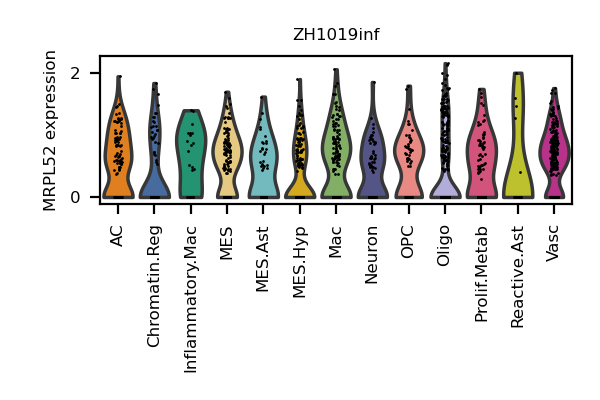 ZH1019inf
MRPL52 expression
2
0
AC
Chromatin.Reg
Inflammatory.Mac
MES
MES.Ast
MES.Hyp
Mac
Neuron
OPC
Oligo
Prolif.Metab
Reactive.Ast
Vasc